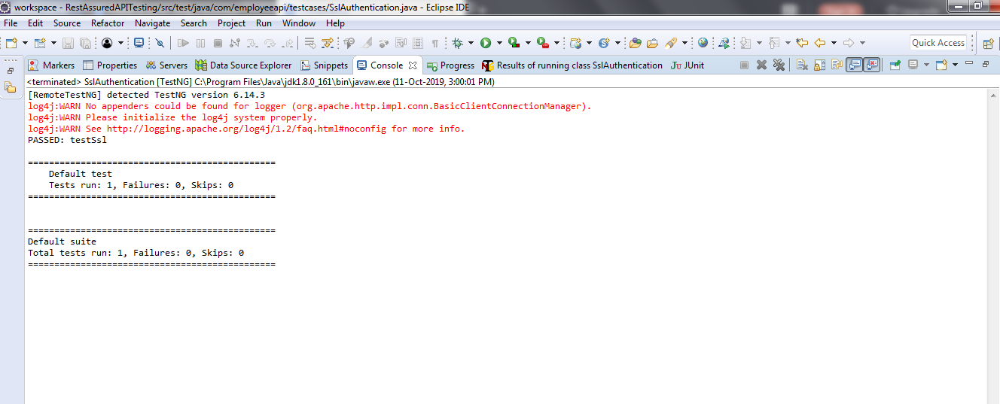 workspace - RestAssuredAPITesting/src/test/java/com/employeeapi/testcases/SslAuthentication.java - Eclipse IDE
File Edit Source Refactor Navigate Search Project Run Window Help
Quick Access
Markers Properties Servers Data Source Explorer Snippets Console Progress Results of running class SslAuthentication JUnit
<terminated> SslAuthentication [TestNG] C:\Program Files\Java\jdk1.8.0_161\bin\javaw.exe (11-Oct-2019, 3:00:01 PM)
[RemoteTestNG] detected TestNG version 6.14.3
log4j:WARN No appenders could be found for logger (org.apache.http.impl.conn.BasicClientConnectionManager).
log4j:WARN Please initialize the log4j system properly.
log4j:WARN See http://logging.apache.org/log4j/1.2/faq.html#noconfig for more info.
PASSED: testSsl
===============================================
Default test
Tests run: 1, Failures: 0, Skips: 0
===============================================
===============================================
Default suite
Total tests run: 1, Failures: 0, Skips: 0
===============================================